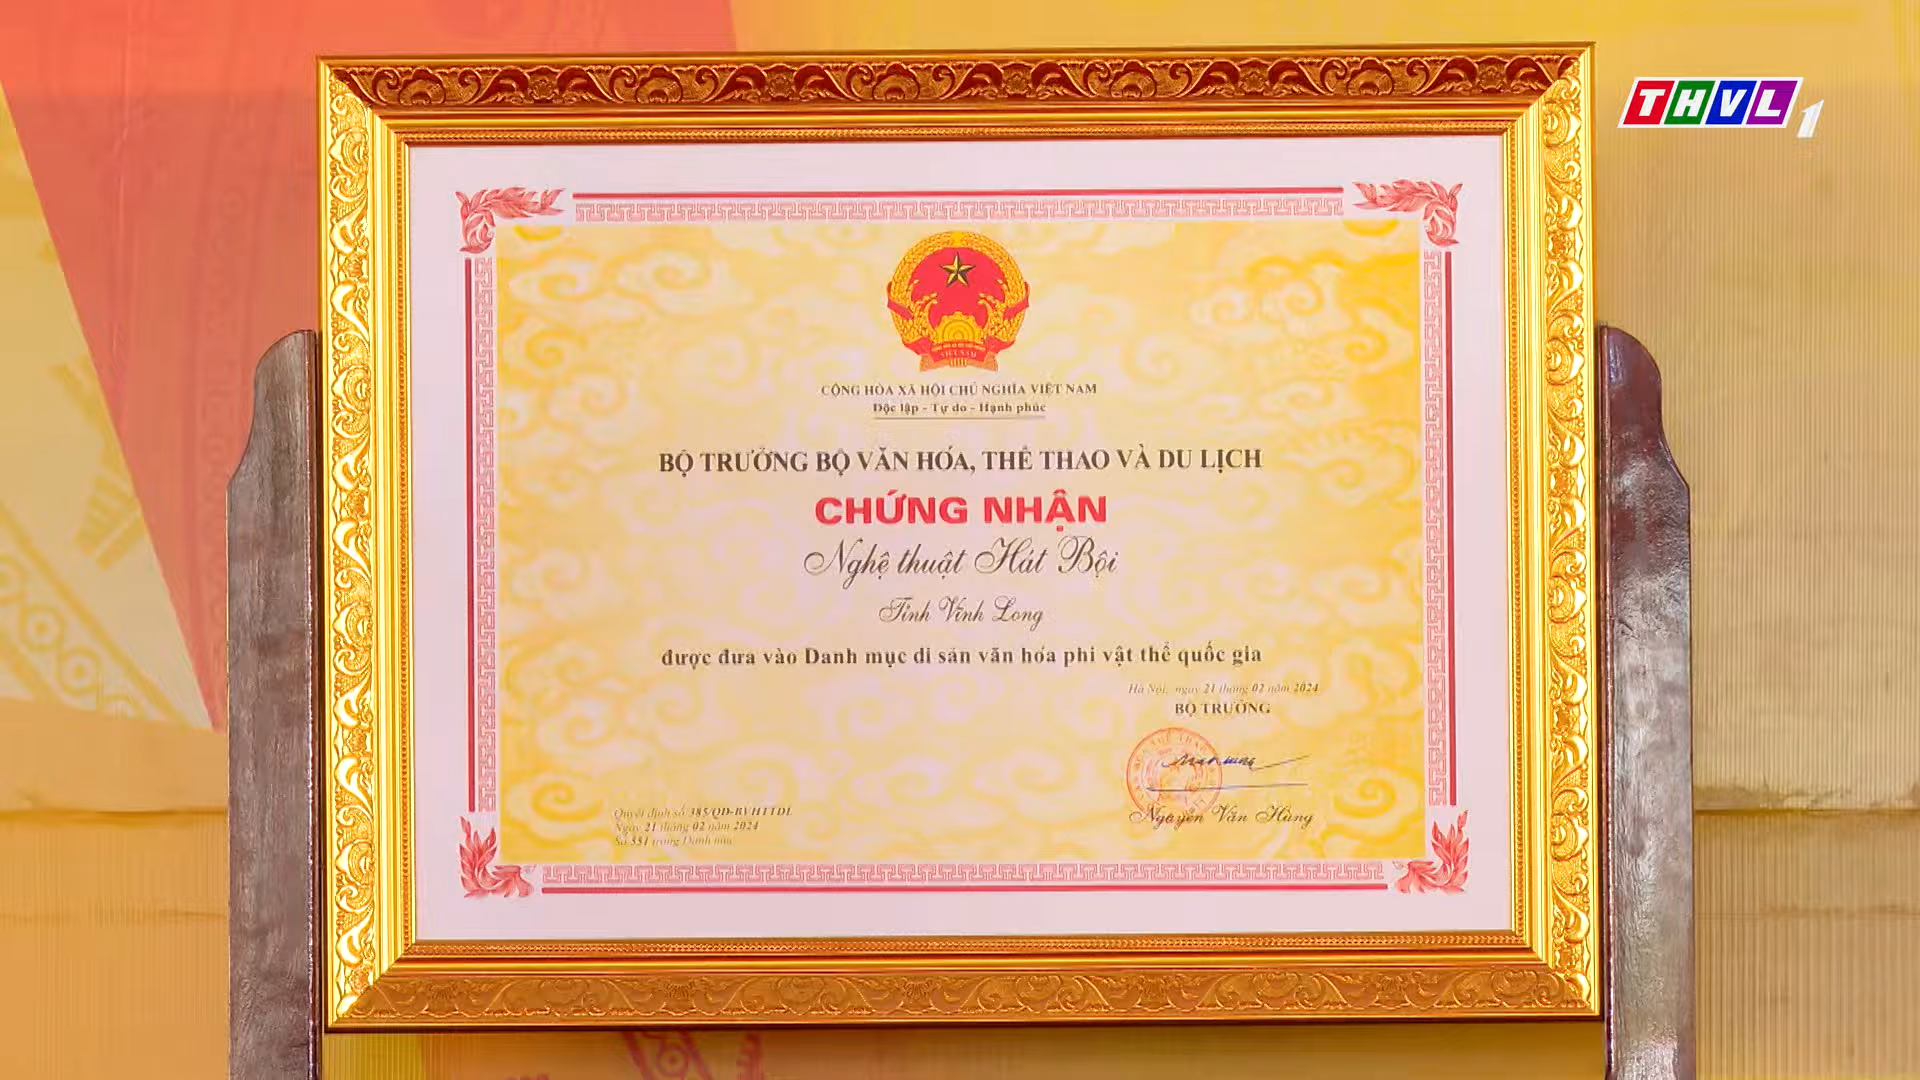 THVL1
VIỆT NAM
CỘNG HÒA XÃ HỘI CHỦ NGHĨA VIỆT NAM
Độc lập - Tự do - Hạnh phúc
BỘ TRƯỞNG BỘ VĂN HÓA, THỂ THAO VÀ DU LỊCH
CHỨNG NHẬN
Nghệ thuật Hát Bội
Tỉnh Vĩnh Long
được đưa vào Danh mục di sản văn hóa phi vật thể quốc gia
Hà Nội, ngày 21 tháng 02 năm 2024
BỘ TRƯỞNG
Nguyễn Văn Hùng
Quyết định số 385/QĐ-BVHTTDL
Ngày 21 tháng 02 năm 2024
Số 551 trong Danh mục